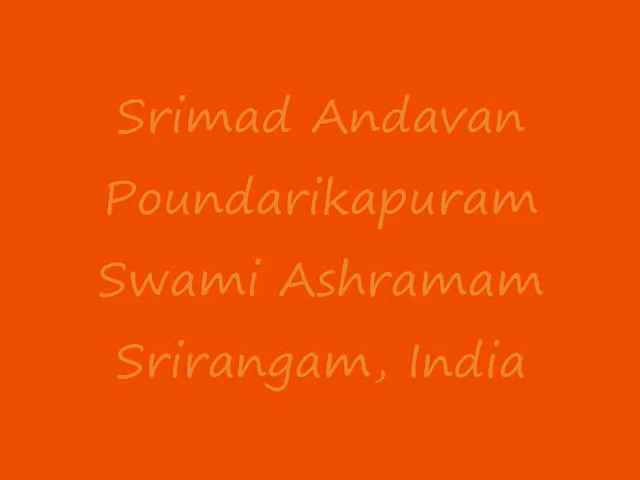 Srimad Andavan
Poundarikapuram
Swami Ashramam
Srirangam, India